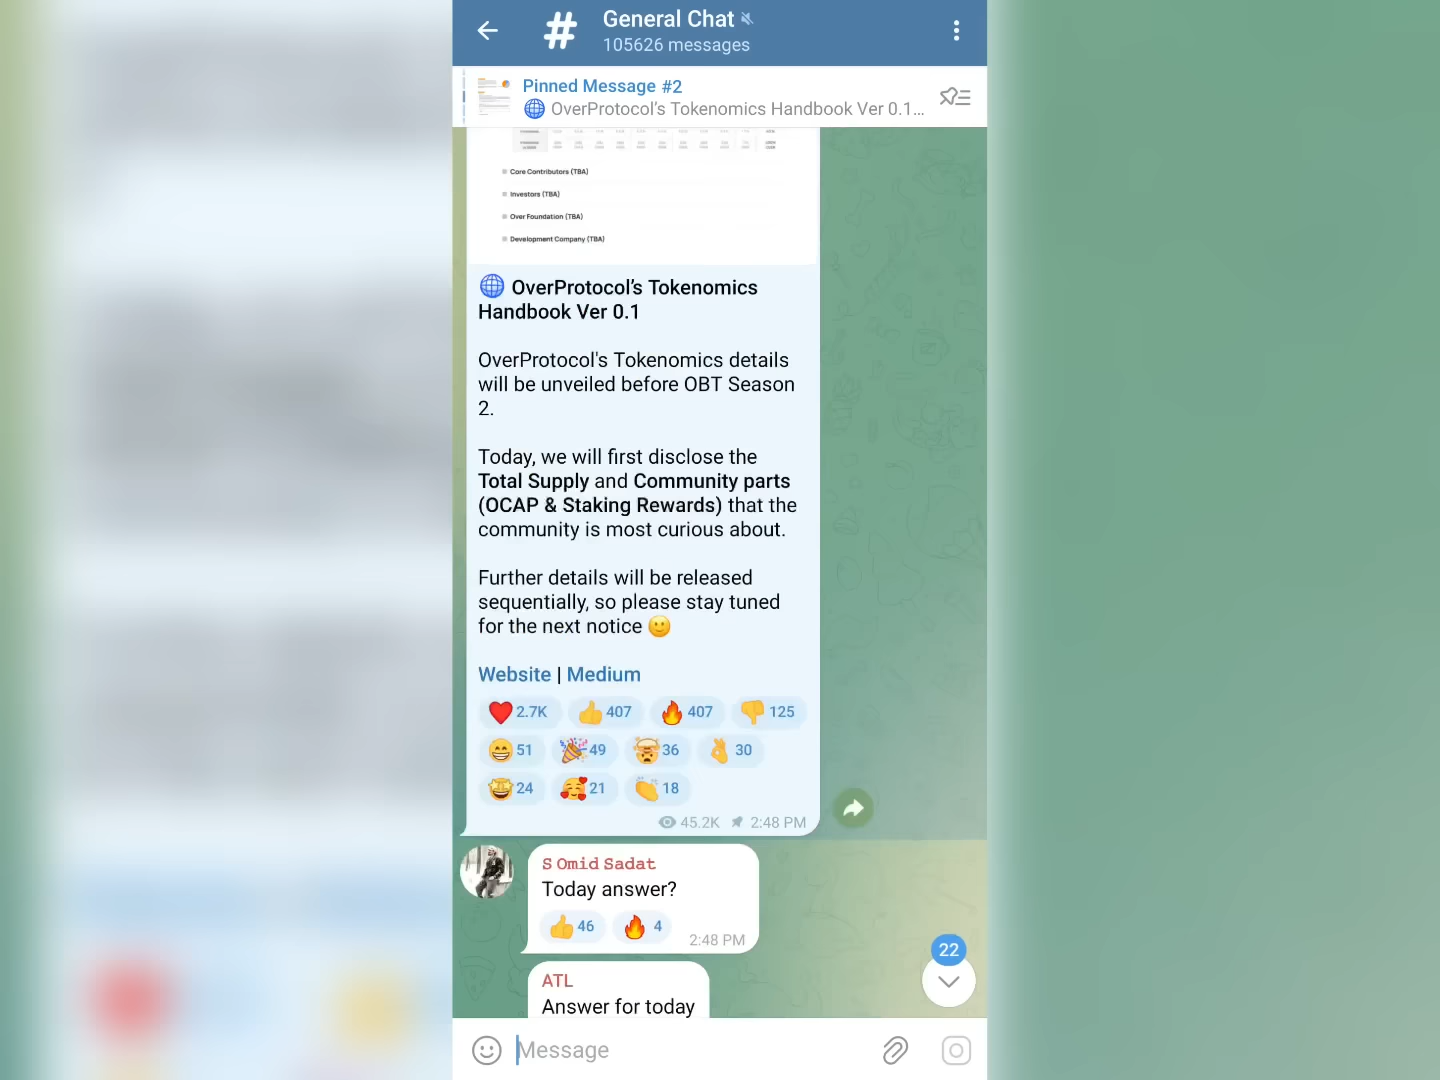 General Chat
105626 messages
Pinned Message #2
OverProtocol's Tokenomics Handbook Ver 0.1...
Core Contributors (TBA)
Investors (TBA)
Over Foundation (TBA)
Development Company (TBA)
OverProtocol's Tokenomics
Handbook Ver 0.1
OverProtocol's Tokenomics details
will be unveiled before OBT Season
2.
Today, we will first disclose the
Total Supply and Community parts
(OCAP & Staking Rewards) that the
community is most curious about.
Further details will be released
sequentially, so please stay tuned
for the next notice
Website | Medium
2.7K 407 407 125
51 49 36 30
24 21 18
45.2K 2:48 PM
S Omid Sadat
Today answer?
46 4
2:48 PM
22
ATL
Answer for today
Message